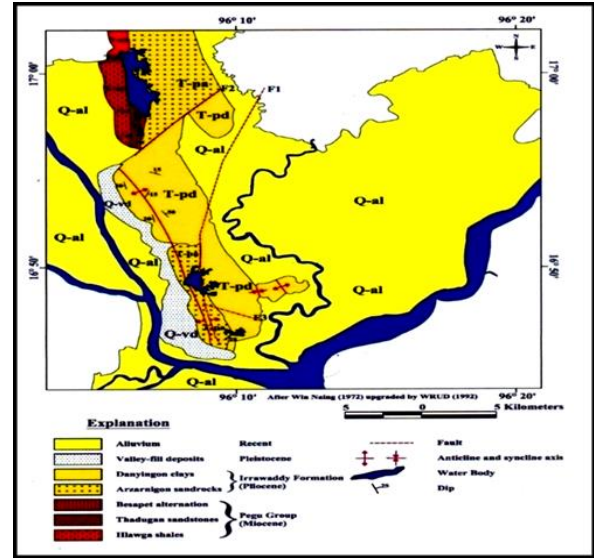 96° 10'
96° 20'
W E
17° 00'
17° 00'
T-pa
F2
F1
Q-al
T-pd
Q-al
Q-al
T-pd
Q-vd
Q-al
Q-al
Q-al
16° 50'
16° 50'
T-pd
Q-al
F3
Q-vd
Q-al
After Win Naing (1972) upgraded by WRUD (1992)
96° 10'
96° 20'
5 0 5 Kilometers
Explanation
Alluvium Recent Fault
Valley-fill deposits Pleistocene Anticline and syncline axis
Danyingon clays Irrawaddy Formation (Pliocene) Water Body
Arzarnigon sandrocks Dip
Besapet alternation
Thadugan sandstones Pegu Group (Miocene)
Hlawga shales